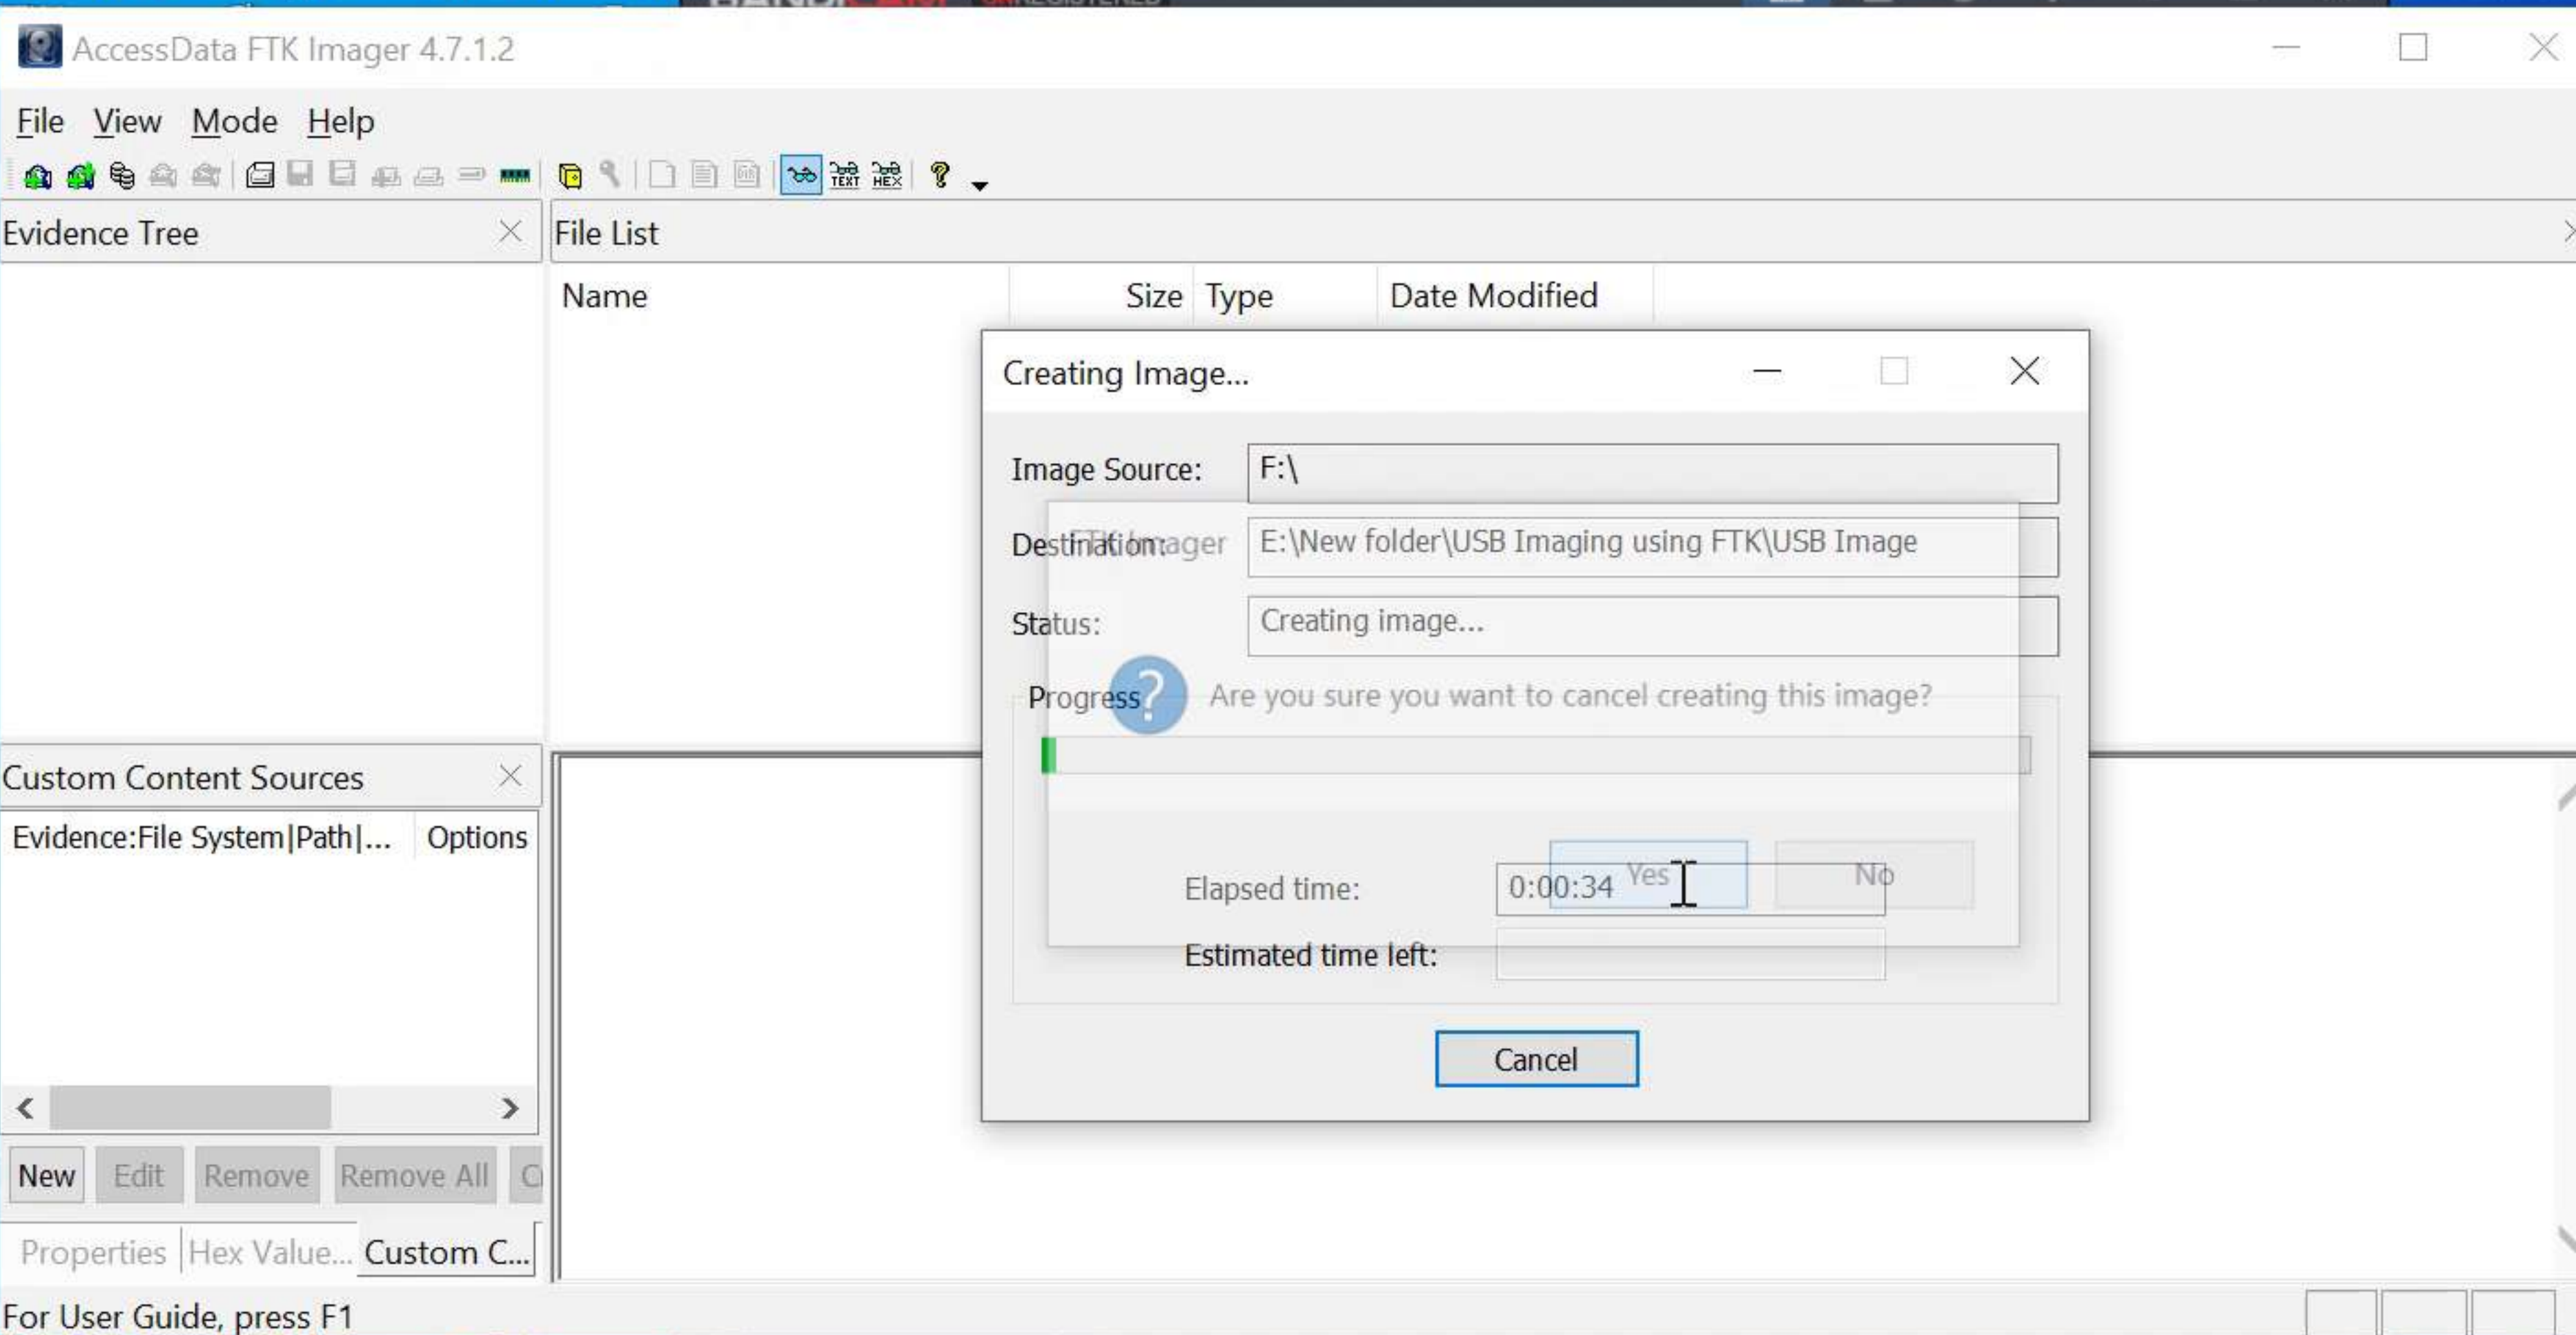 AccessData FTK Imager 4.7.1.2
File View Mode Help
TEXT HEX
Evidence Tree
File List
Name Size Type Date Modified
Creating Image...
Image Source: F:\
Destination: E:\New folder\USB Imaging using FTK\USB Image
FTK Imager
Status: Creating image...
Progress
Are you sure you want to cancel creating this image?
Yes No
Elapsed time: 0:00:34
Estimated time left:
Cancel
Custom Content Sources
Evidence:File System|Path|... Options
New Edit Remove Remove All
Properties Hex Value... Custom C...
For User Guide, press F1